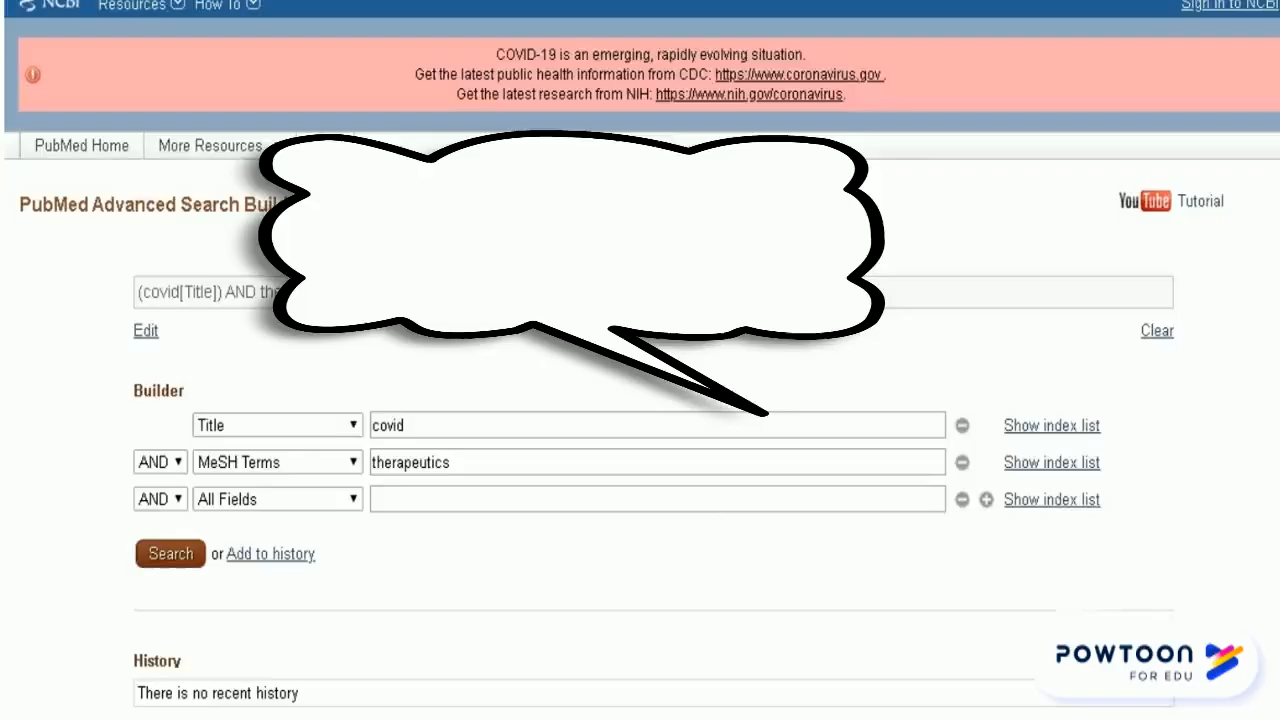 NCBI Resources How To Sign in to NCBI
COVID-19 is an emerging, rapidly evolving situation.
Get the latest public health information from CDC: https://www.coronavirus.gov .
Get the latest research from NIH: https://www.nih.gov/coronavirus.
PubMed Home More Resources
PubMed Advanced Search
YouTube Tutorial
(covid[Title]) AND
Edit Clear
Builder
Title covid Show index list
AND MeSH Terms therapeutics Show index list
AND All Fields Show index list
Search or Add to history
History
There is no recent history
POWTOON
FOR EDU